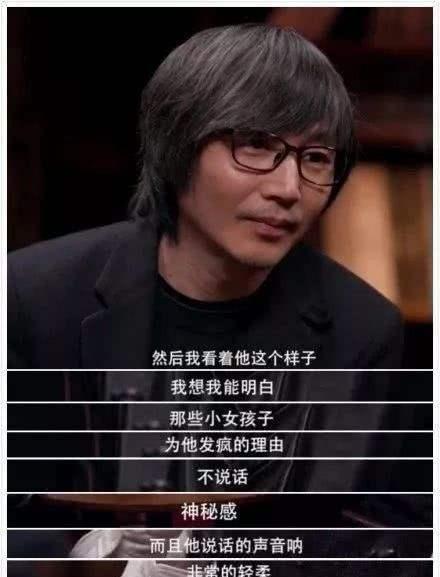 然后我看着他这个样子
我想我能明白
那些小女孩子
为他发疯的理由
不说话
神秘感
而且他说话的声音呐
非常的轻柔